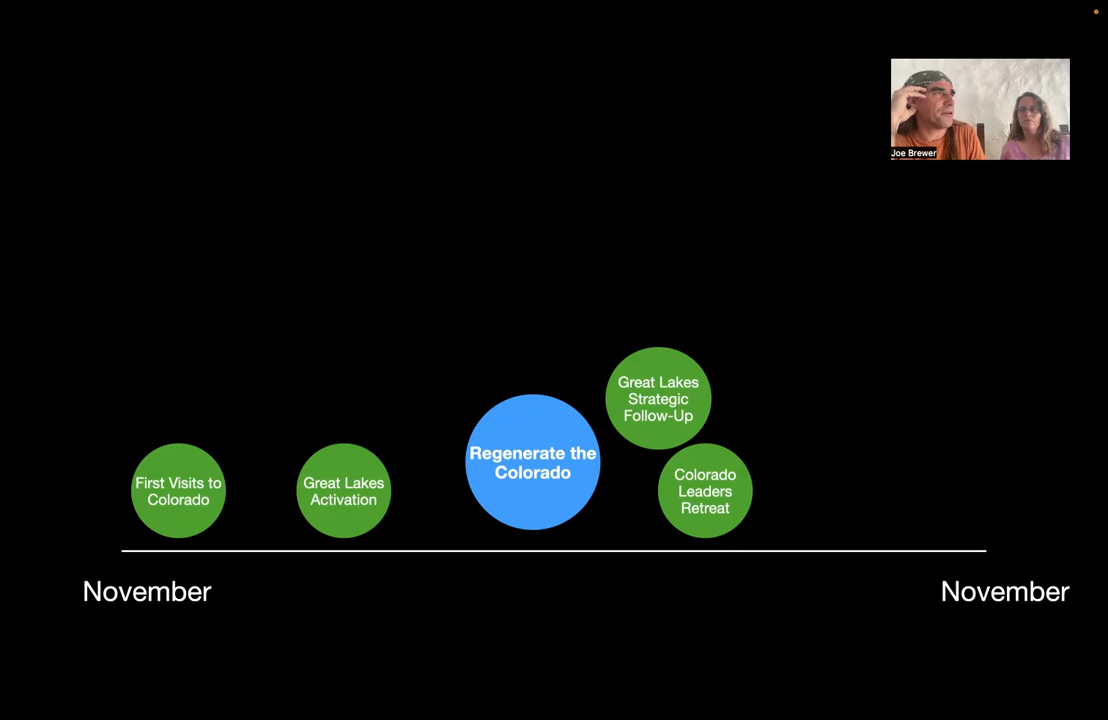 Joe Brewer
Great Lakes
Strategic
Follow-Up
Regenerate the
Colorado
First Visits to
Colorado
Great Lakes
Activation
Colorado
Leaders
Retreat
November
November